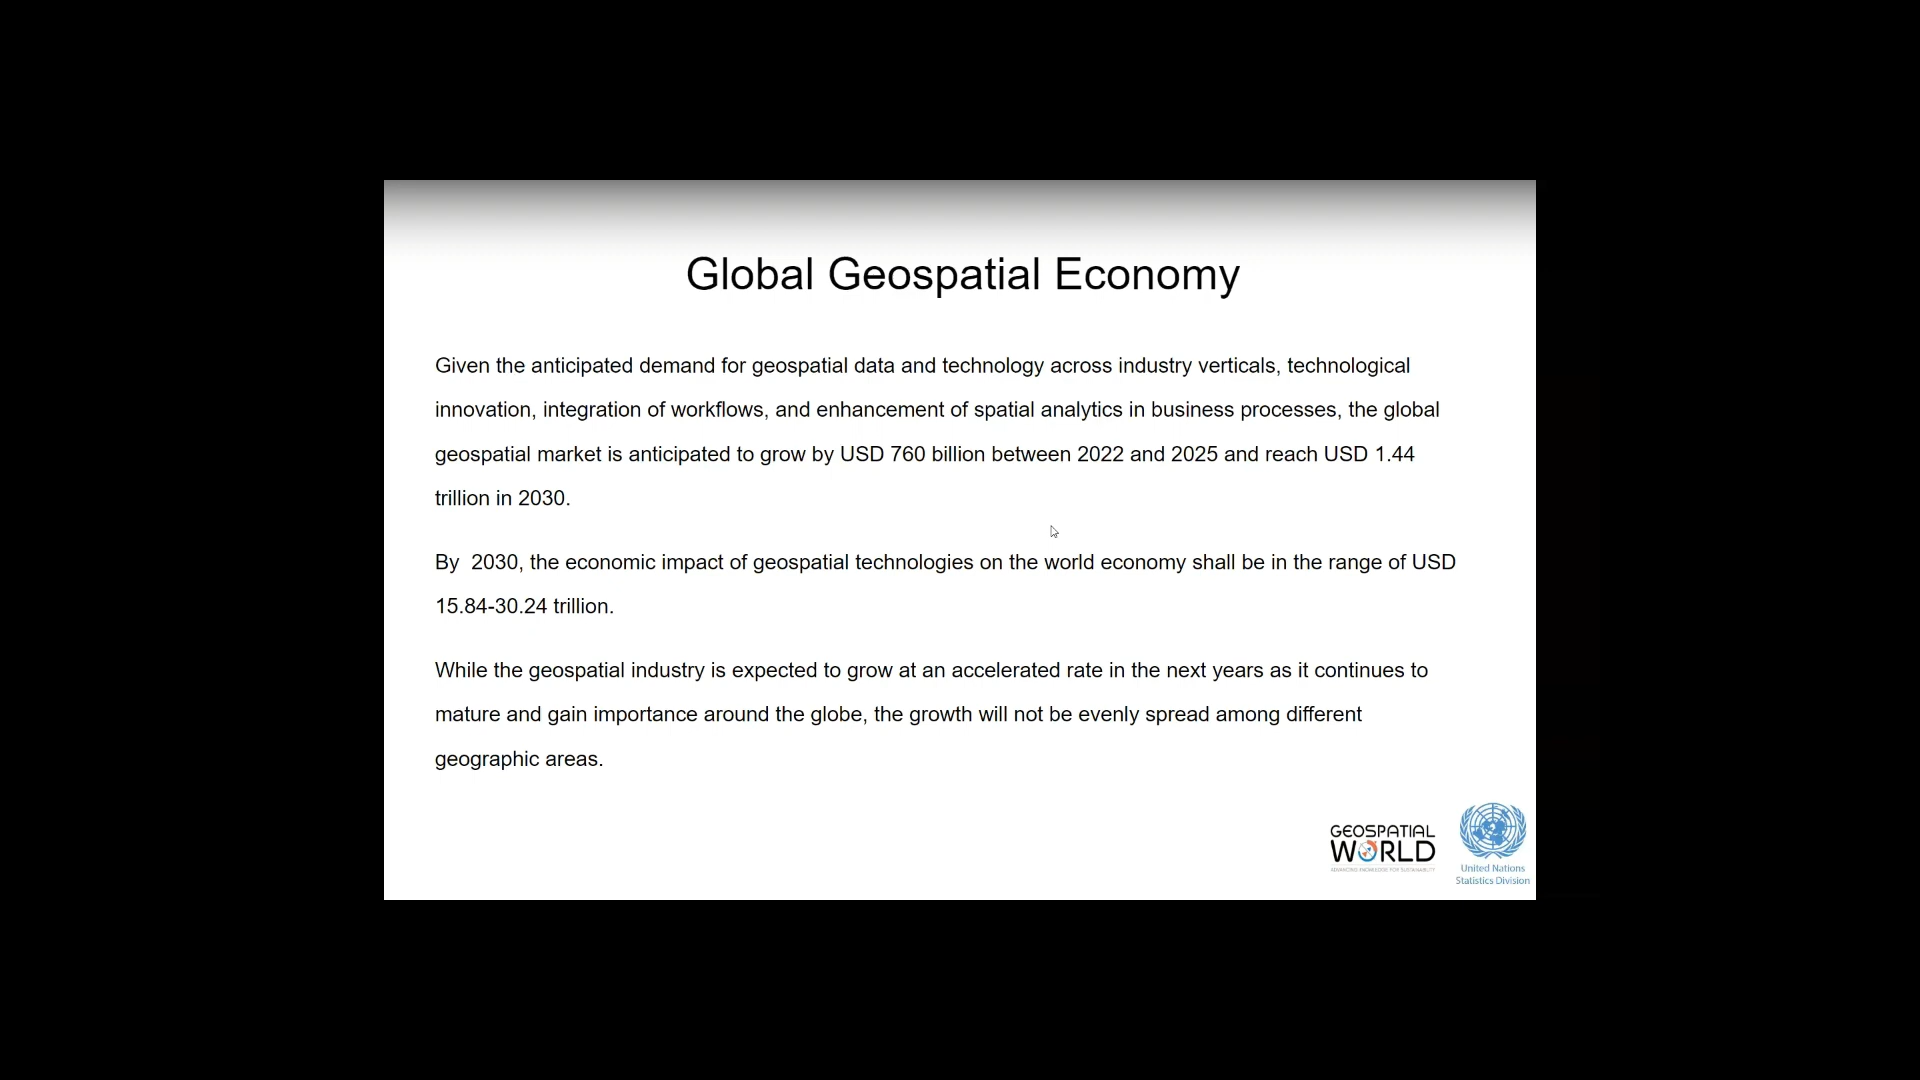 Global Geospatial Economy
Given the anticipated demand for geospatial data and technology across industry verticals, technological
innovation, integration of workflows, and enhancement of spatial analytics in business processes, the global
geospatial market is anticipated to grow by USD 760 billion between 2022 and 2025 and reach USD 1.44
trillion in 2030.
By  2030, the economic impact of geospatial technologies on the world economy shall be in the range of USD
15.84-30.24 trillion.
While the geospatial industry is expected to grow at an accelerated rate in the next years as it continues to
mature and gain importance around the globe, the growth will not be evenly spread among different
geographic areas.
GEOSPATIAL
WORLD
ADVANCING KNOWLEDGE FOR SUSTAINABILITY
United Nations
Statistics Division